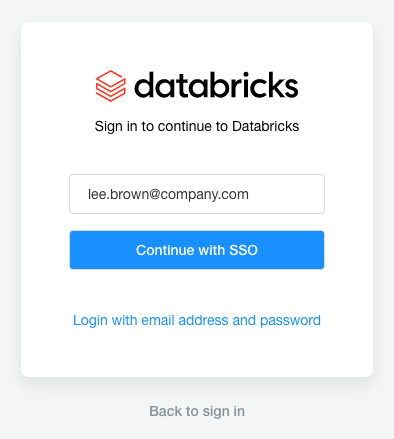 databricks
Sign in to continue to Databricks
lee.brown@company.com
Continue with SSO
Login with email address and password
Back to sign in